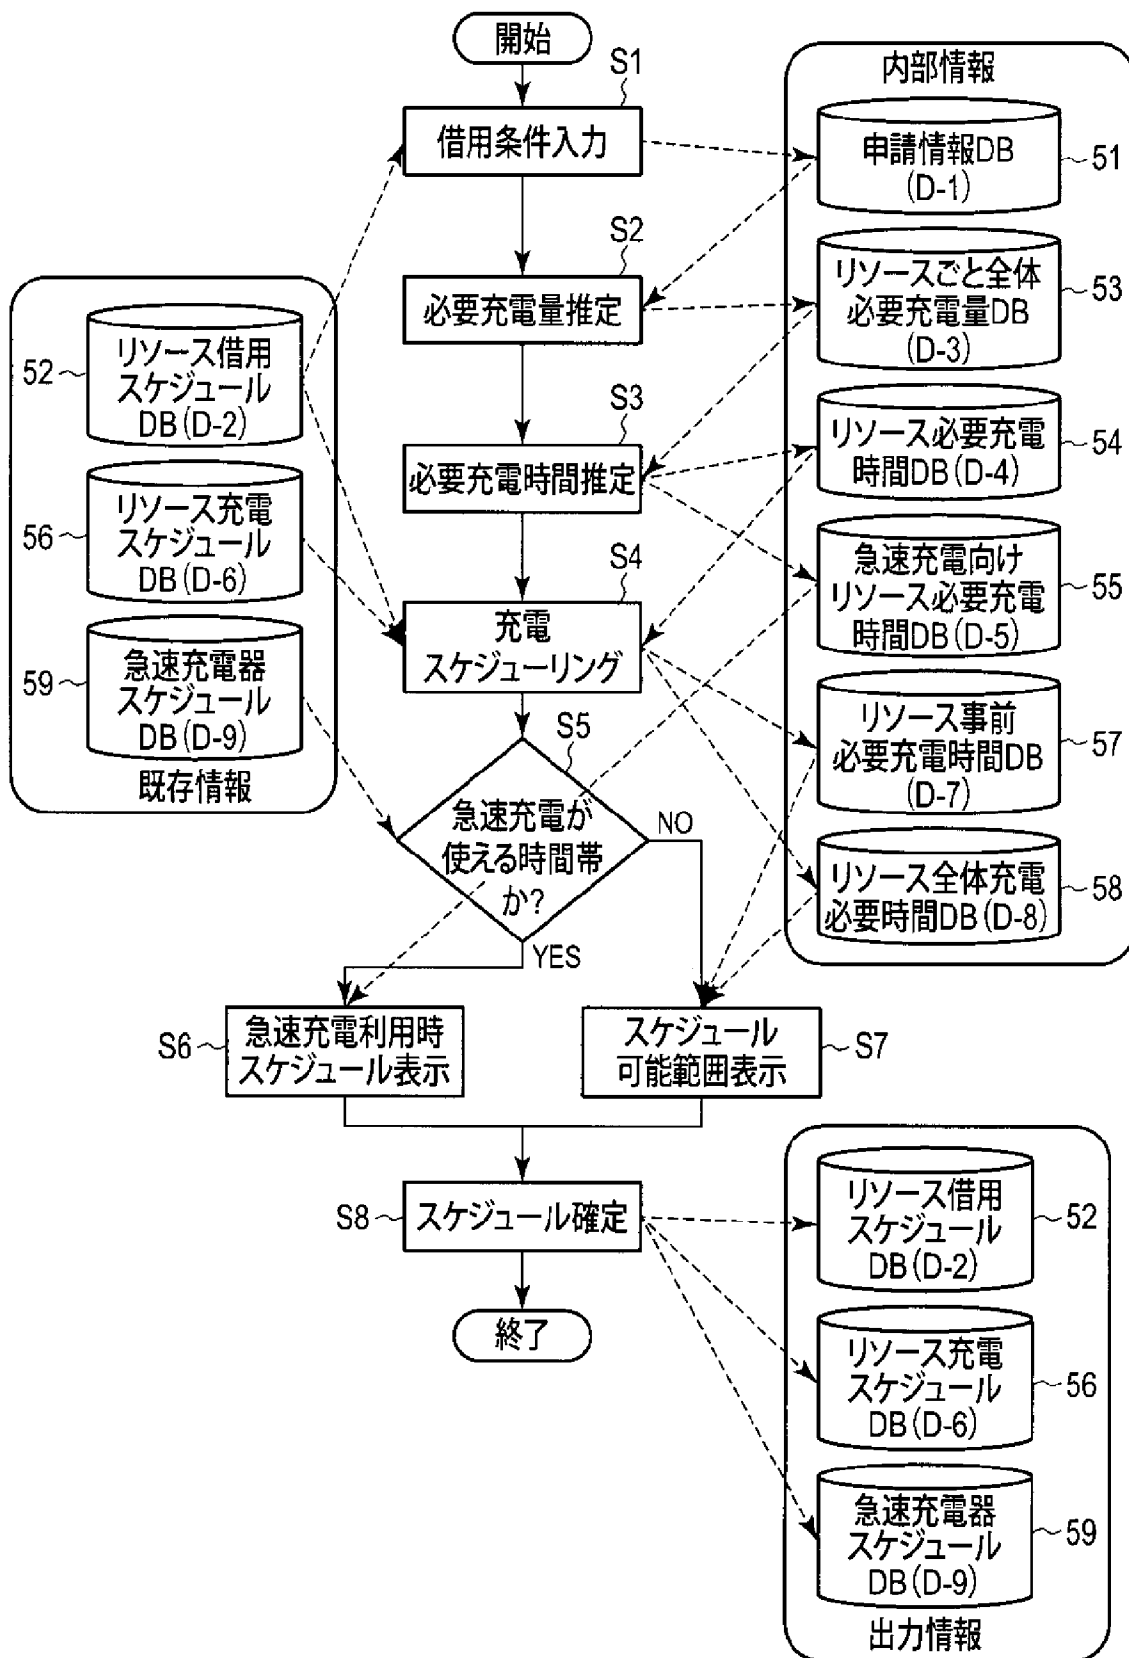 開始
S1
借用条件入力
S2
必要充電量推定
S3
必要充電時間推定
S4
充電
スケジューリング
S5
急速充電が
使える時間帯
か?
NO
YES
S6
急速充電利用時
スケジュール表示
スケジュール
可能範囲表示
S7
S8
スケジュール確定
終了
52
リソース借用
スケジュール
DB(D-2)
56
リソース充電
スケジュール
DB(D-6)
59
急速充電器
スケジュール
DB(D-9)
既存情報
内部情報
申請情報DB
(D-1)
51
リソースごと全体
必要充電量DB
(D-3)
53
リソース必要充電
時間DB(D-4)
54
急速充電向け
リソース必要充電
時間DB(D-5)
55
リソース事前
必要充電時間DB
(D-7)
57
リソース全体充電
必要時間DB(D-8)
58
リソース借用
スケジュール
DB(D-2)
52
リソース充電
スケジュール
DB(D-6)
56
急速充電器
スケジュール
DB(D-9)
59
出力情報